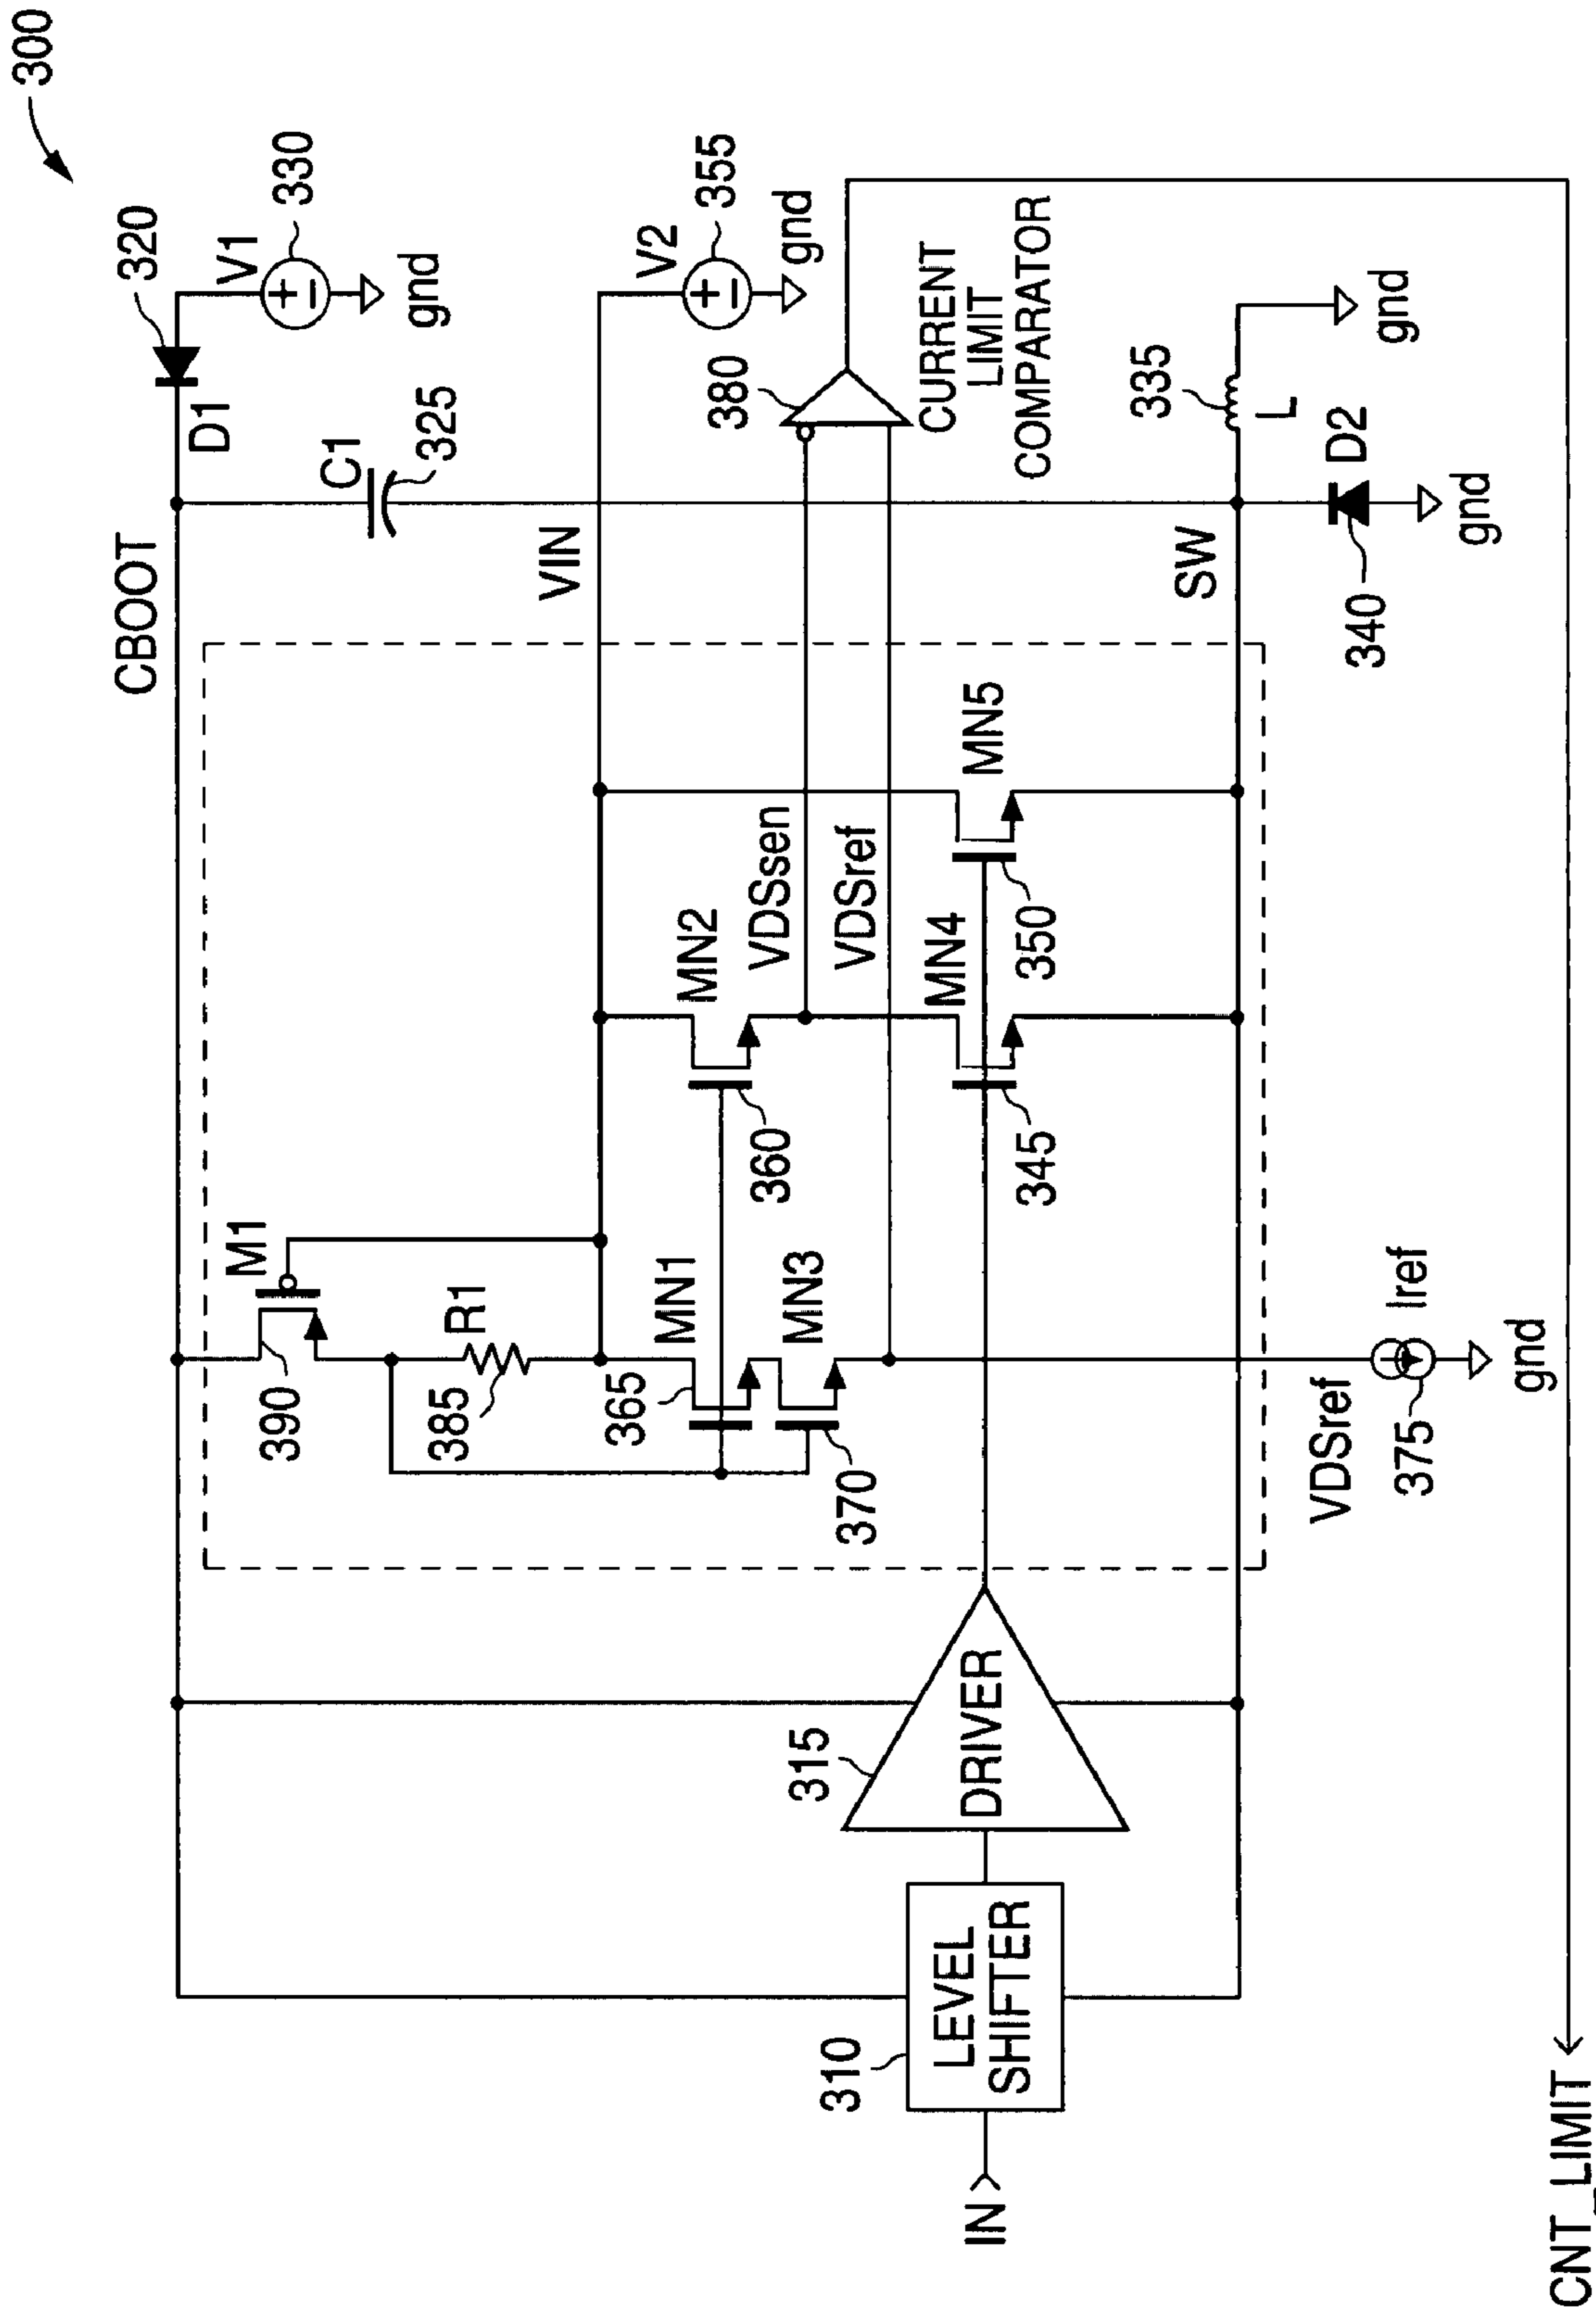 300
CBOOT
D1
320
V1
330
gnd
C1
325
M1
390
R1
385
VIN
V2
355
gnd
MN1
365
MN2
360
MN3
370
VDSsen
VDSref
380
CURRENT
LIMIT
COMPARATOR
MN4
345
MN5
350
SW
335
L
gnd
D2
340
gnd
IN
310
LEVEL
SHIFTER
315
DRIVER
VDSref
375
Iref
gnd
CNT_LIMIT